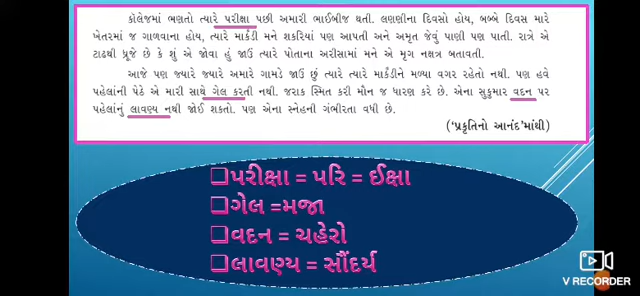 કૉલેજમાં ભણતો ત્યારે પરીક્ષા પછી અમારી ભાઈબીજ થતી. લણણીના દિવસો હોય, બબ્બે દિવસ મારે
ખેતરમાં ગાળવાના હોય, ત્યારે માર્કંડી મને શકરિયાં પણ આપતી અને અમૃત જેવું પાણી પણ પાતી. રાત્રે એ
ટાઢથી ધ્રૂજે છે કે શું એ જોવા હું જાઉં ત્યારે પોતાના અરીસામાં મને એ મૃગ નક્ષત્ર બતાવતી.
આજે પણ જ્યારે જ્યારે અમારે ગામડે જાઉં છું ત્યારે ત્યારે માર્કંડીને મળ્યા વગર રહેતો નથી. પણ હવે
પહેલાંની પેઠે એ મારી સાથે ગેલ કરતી નથી. જરાક સ્મિત કરી મૌન જ ધારણ કરે છે. એના સુકુમાર વદન પર
પહેલાંનું લાવણ્ય નથી જોઈ શકતો. પણ એના સ્નેહની ગંભીરતા વધી છે.
('પ્રકૃતિનો આનંદ'માંથી)
❑પરીક્ષા = પરિ = ઈક્ષા
❑ગેલ =મજા
❑વદન = ચહેરો
❑લાવણ્ય = સૌંદર્ય
V RECORDER